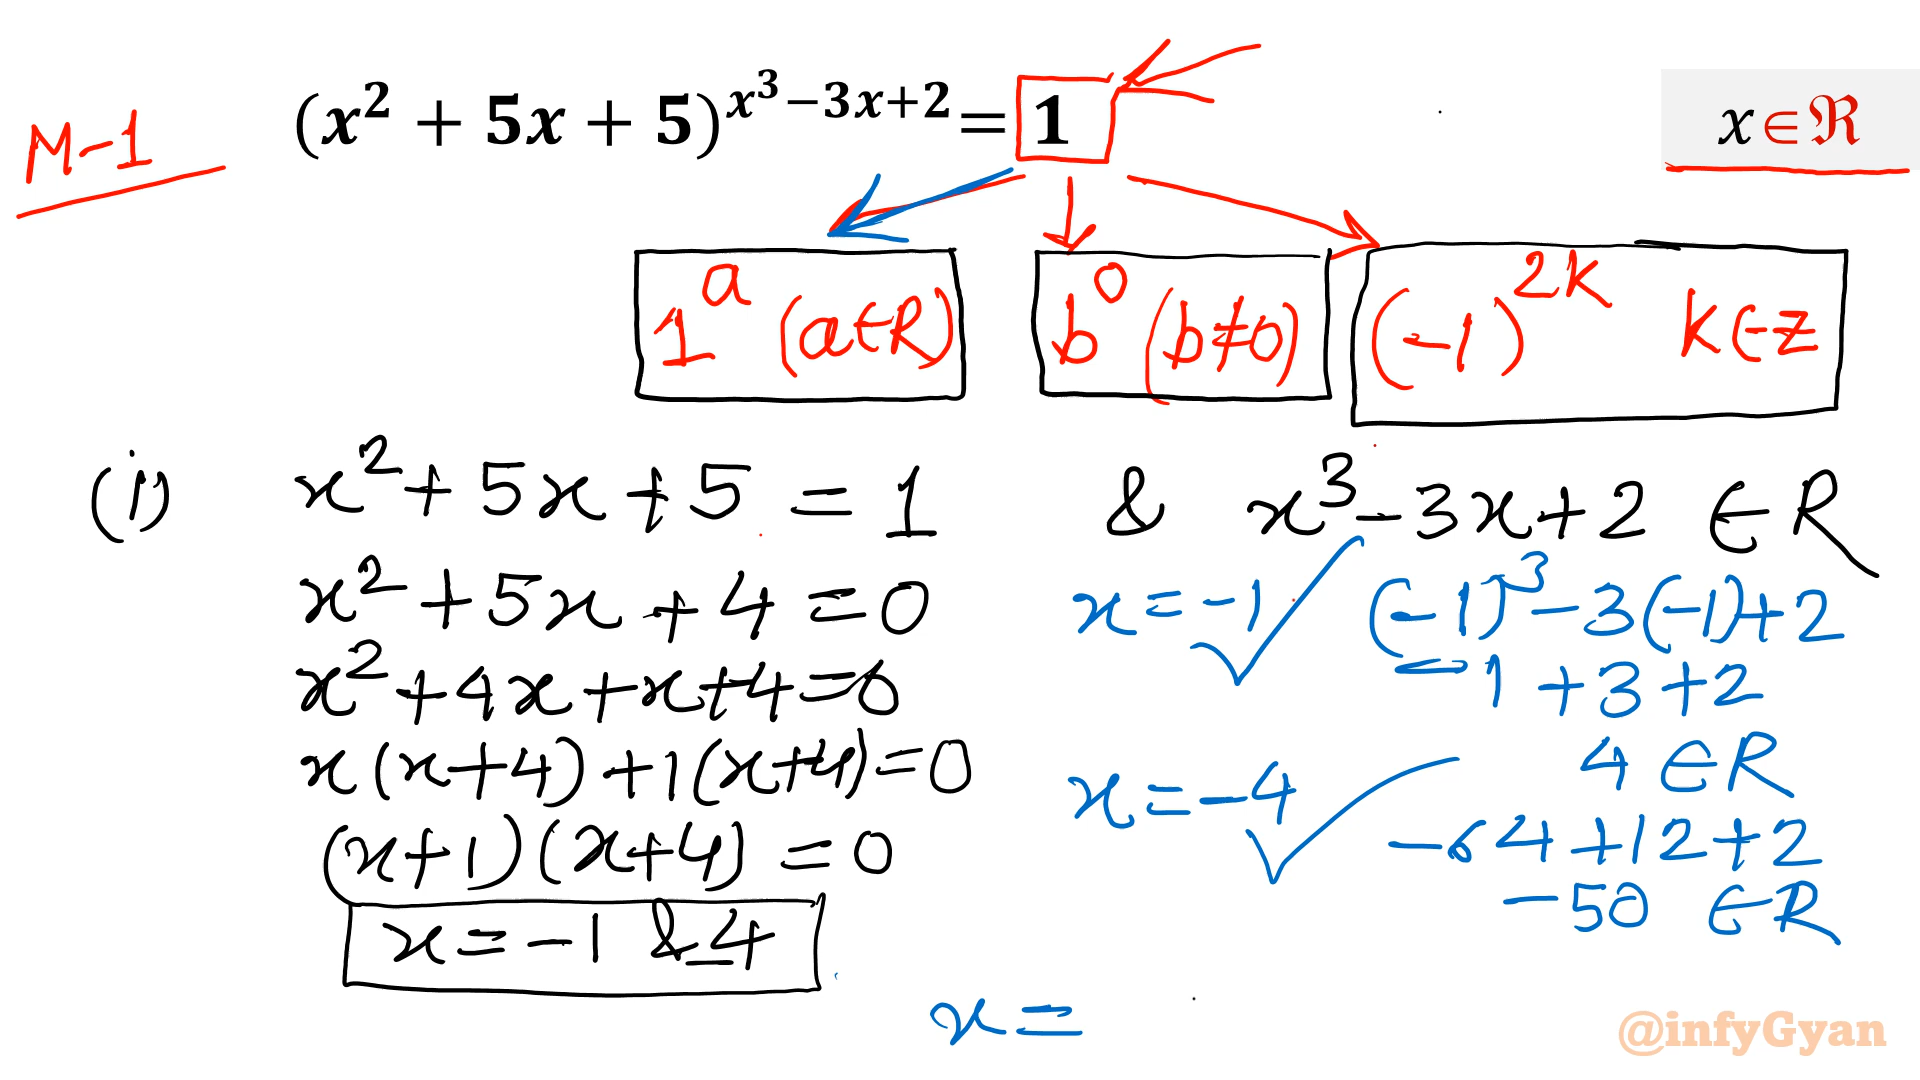 M-1
(x² + 5x + 5)^(x³−3x+2) = 1
x∈ℜ
1^a (a∈R)
b^0 (b≠0)
(-1)^(2k) k∈z
(i) x² + 5x + 5 = 1 & x³ - 3x + 2 ∈ R
x² + 5x + 4 = 0
x = -1 (-1)³ - 3(-1) + 2
x² + 4x + x + 4 = 0
-1 + 3 + 2
x(x+4) + 1(x+4) = 0
4 ∈ R
x = -4
(x+1)(x+4) = 0
-64 + 12 + 2
-50 ∈ R
x = -1 & -4
x =
@infyGyan